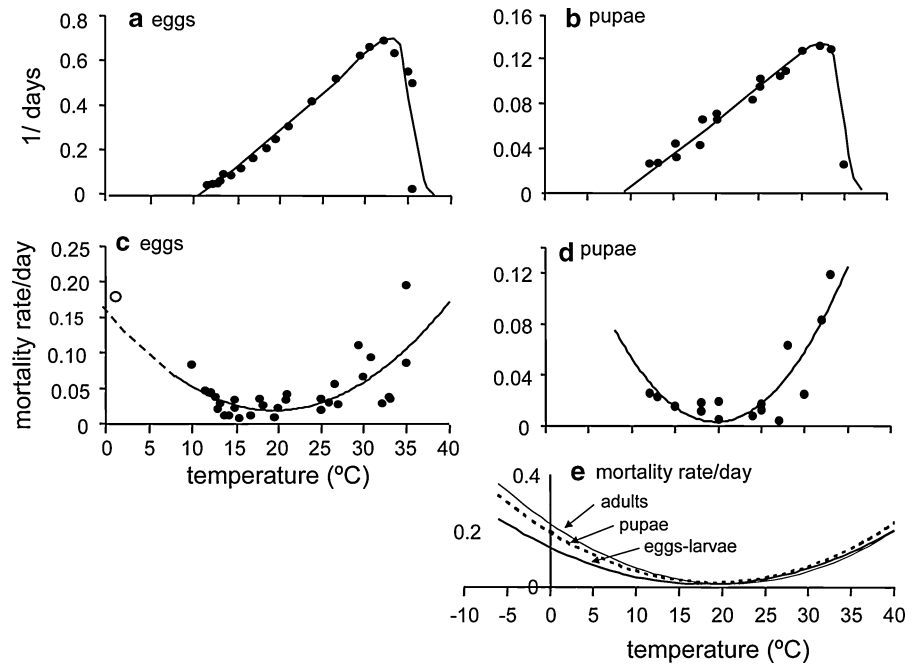 a eggs
0.8
0.6
0.4
0.2
0
1/ days
b pupae
0.16
0.12
0.08
0.04
0
c eggs
0.25
0.20
0.15
0.10
0.05
0
mortality rate/day
0 5 10 15 20 25 30 35 40
temperature (ºC)
d pupae
0.12
0.08
0.04
0
e mortality rate/day
0.4
0.2
0
adults
pupae
eggs-larvae
-10 -5 0 5 10 15 20 25 30 35 40
temperature (ºC)